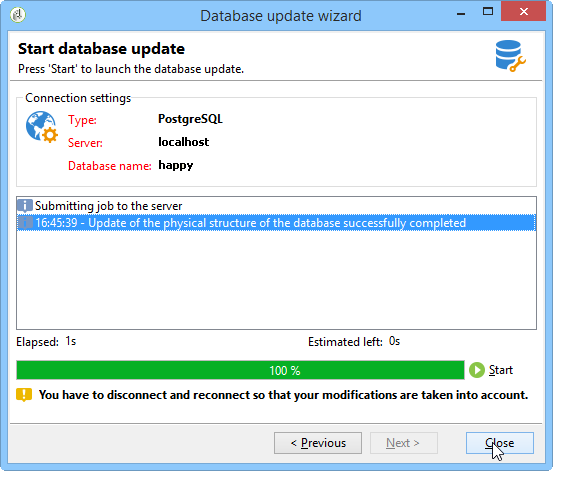 Database update wizard
Start database update
Press 'Start' to launch the database update.
Connection settings
Type: PostgreSQL
Server: localhost
Database name: happy
Submitting job to the server
16:45:39 - Update of the physical structure of the database successfully completed
Elapsed: 1s Estimated left: 0s
100 % Start
You have to disconnect and reconnect so that your modifications are taken into account.
< Previous Next > Close